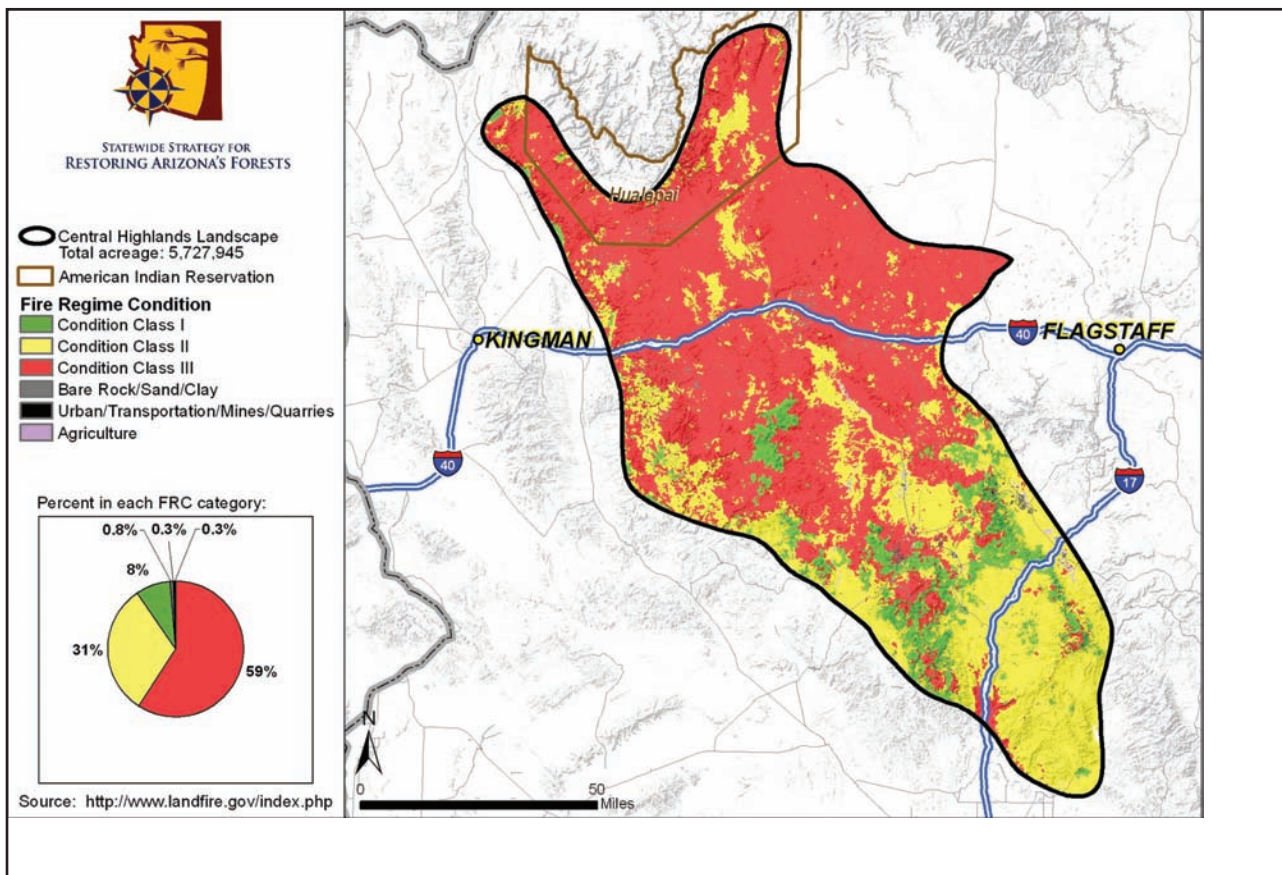 STATEWIDE STRATEGY FOR
RESTORING ARIZONA'S FORESTS
Central Highlands Landscape
Total acreage: 5,727,945
American Indian Reservation
Fire Regime Condition
Condition Class I
Condition Class II
Condition Class III
Bare Rock/Sand/Clay
Urban/Transportation/Mines/Quarries
Agriculture
Percent in each FRC category:
0.8% 0.3% 0.3%
8%
31%
59%
Source: http://www.landfire.gov/index.php
Hualapai
KINGMAN
40
FLAGSTAFF
40
17
N
0 50
Miles